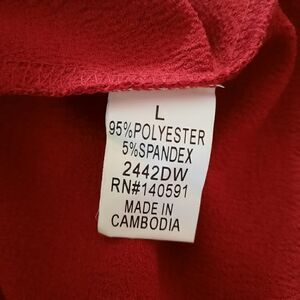 L
95%POLYESTER
5%SPANDEX
2442DW
RN#140591
MADE IN
CAMBODIA